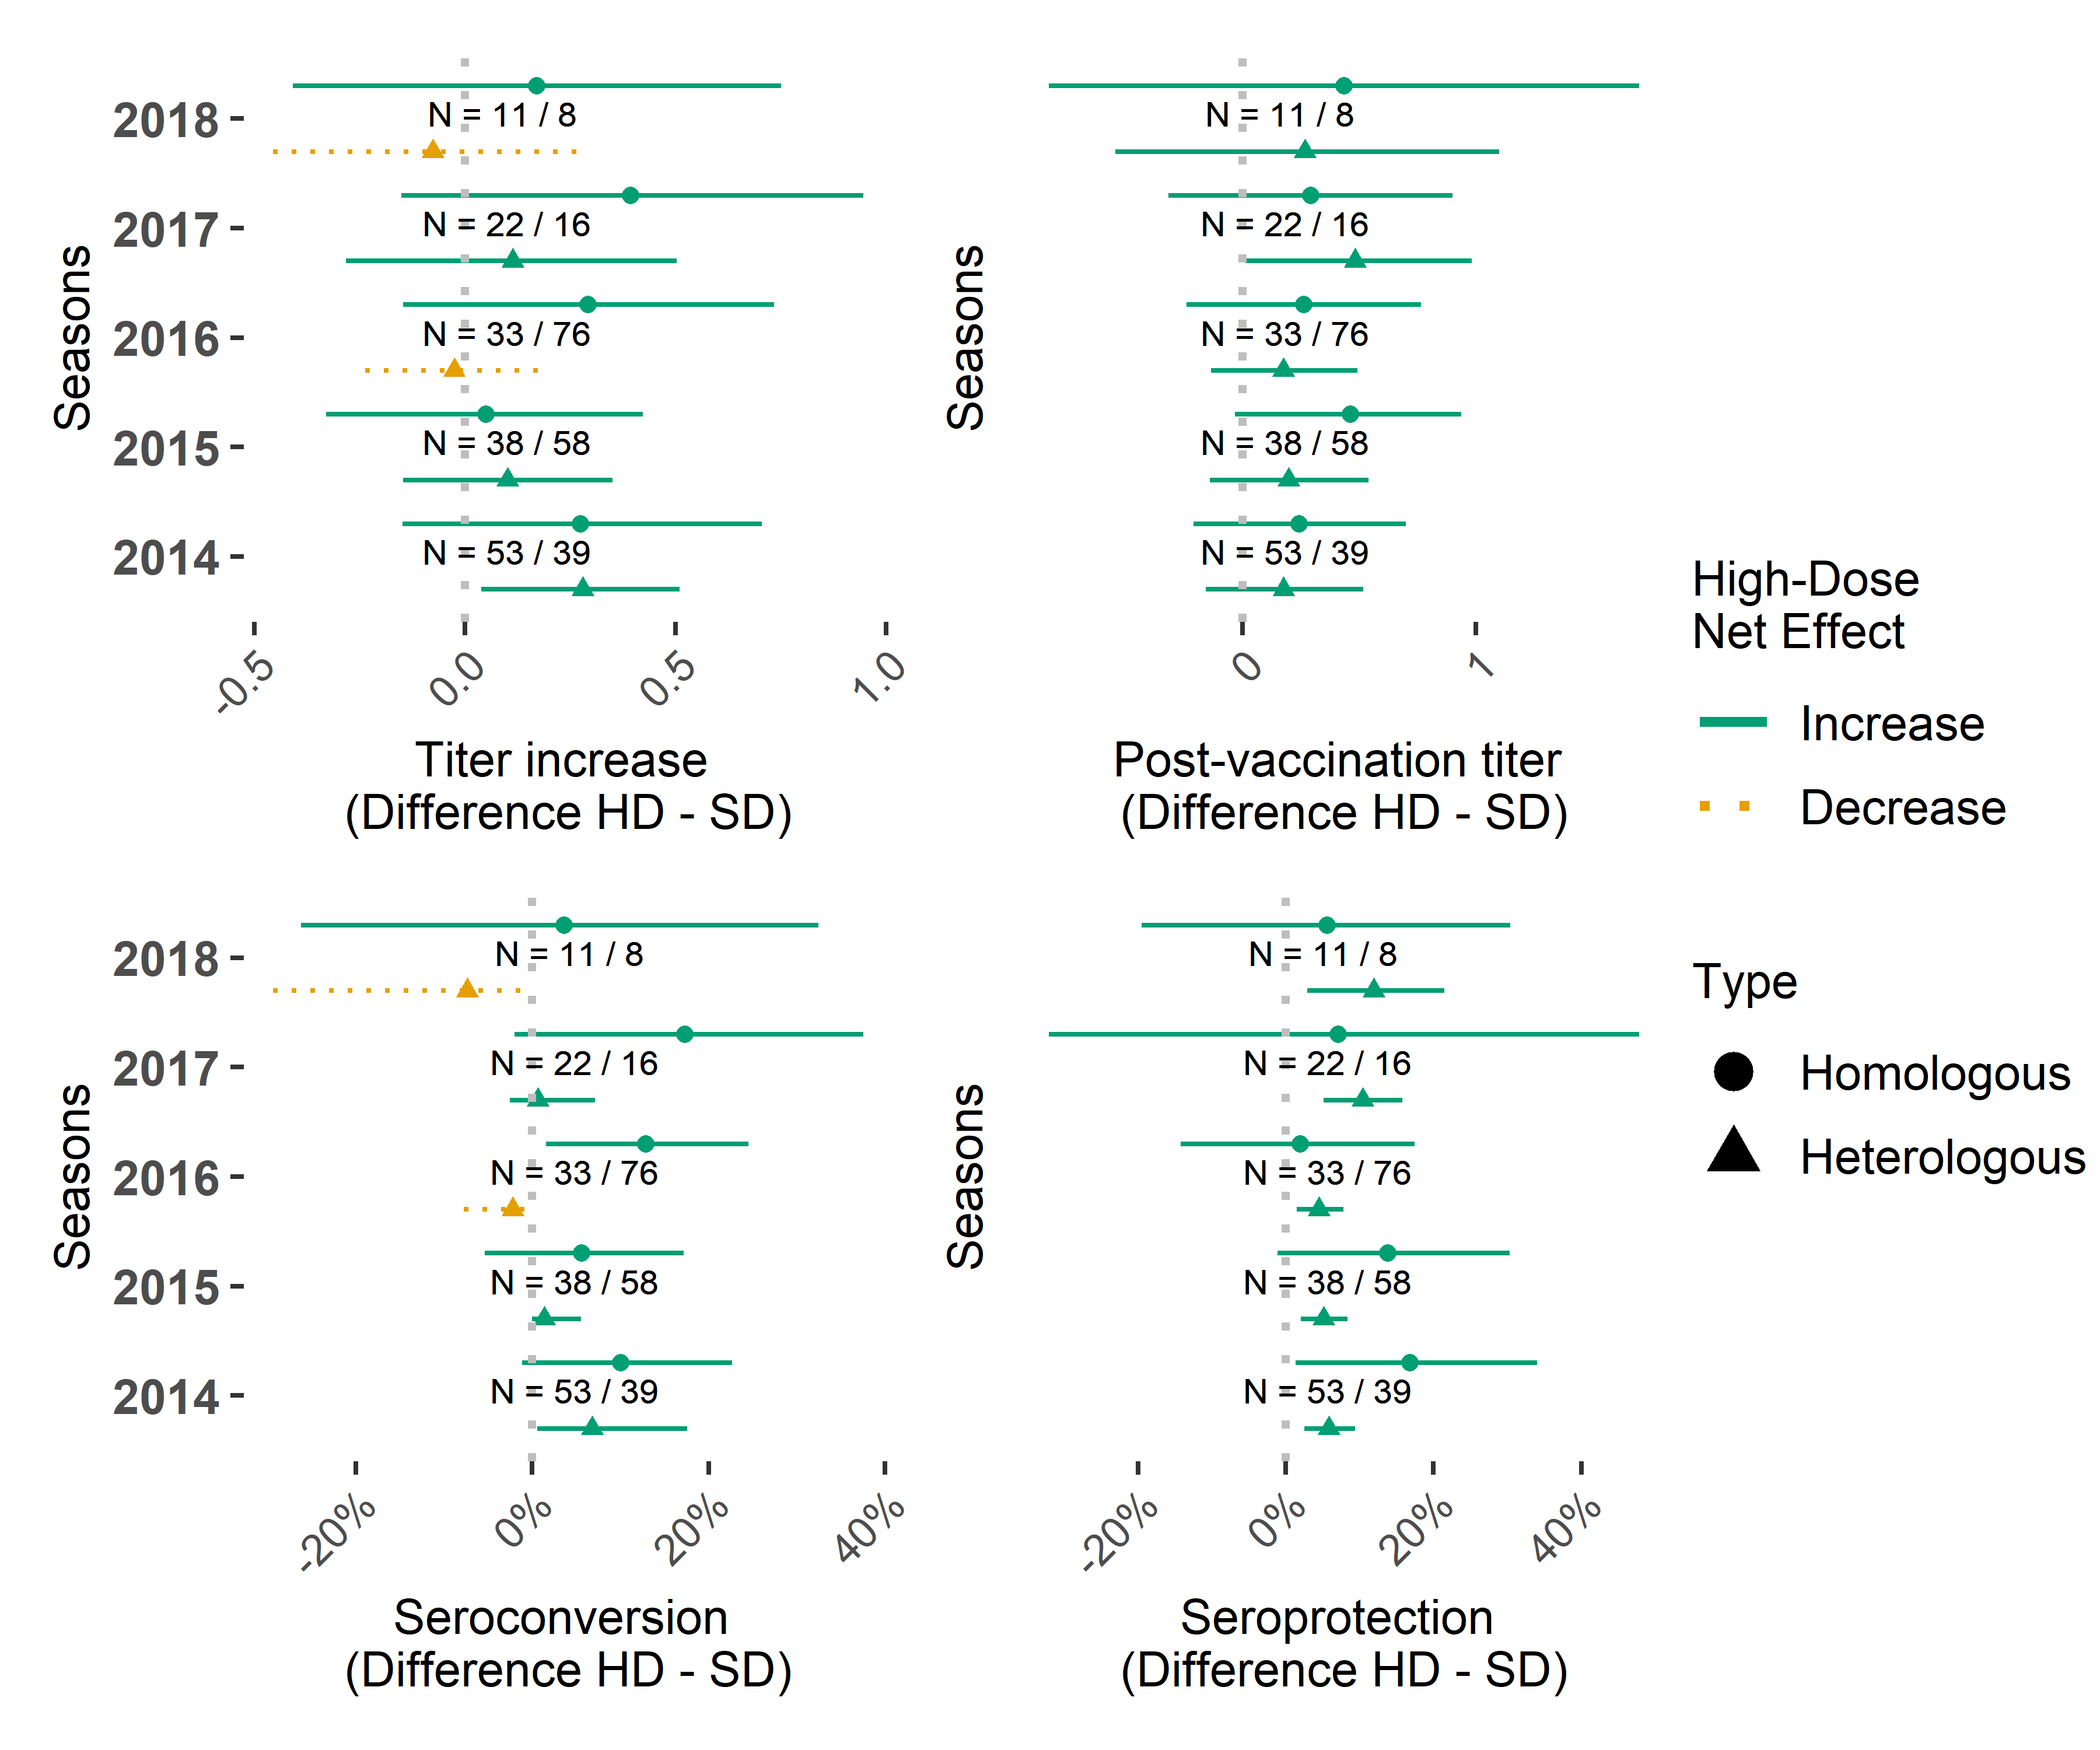 Seasons
2018
2017
2016
2015
2014
N = 11 / 8
N = 22 / 16
N = 33 / 76
N = 38 / 58
N = 53 / 39
-0.5
0.0
0.5
1.0
Titer increase
(Difference HD - SD)
Seasons
N = 11 / 8
N = 22 / 16
N = 33 / 76
N = 38 / 58
N = 53 / 39
0
1
Post-vaccination titer
(Difference HD - SD)
Seasons
2018
2017
2016
2015
2014
N = 11 / 8
N = 22 / 16
N = 33 / 76
N = 38 / 58
N = 53 / 39
-20%
0%
20%
40%
Seroconversion
(Difference HD - SD)
Seasons
N = 11 / 8
N = 22 / 16
N = 33 / 76
N = 38 / 58
N = 53 / 39
-20%
0%
20%
40%
Seroprotection
(Difference HD - SD)
High-Dose
Net Effect
Increase
Decrease
Type
Homologous
Heterologous